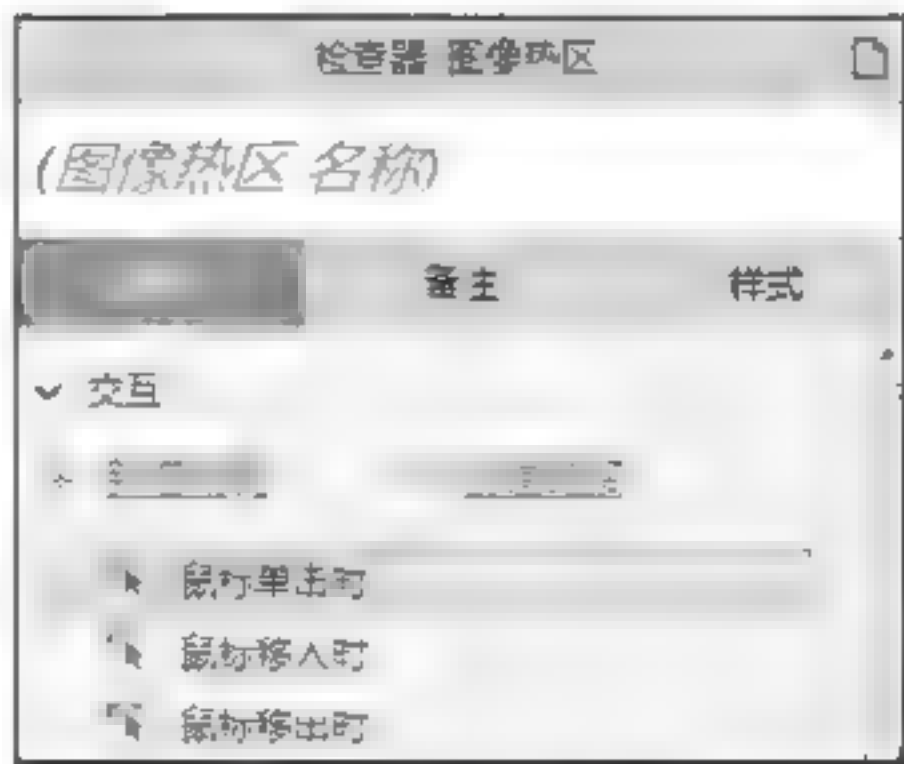 检查器 图像热区
(图像热区 名称)
备注 样式
交互
鼠标单击时
鼠标移入时
鼠标移出时